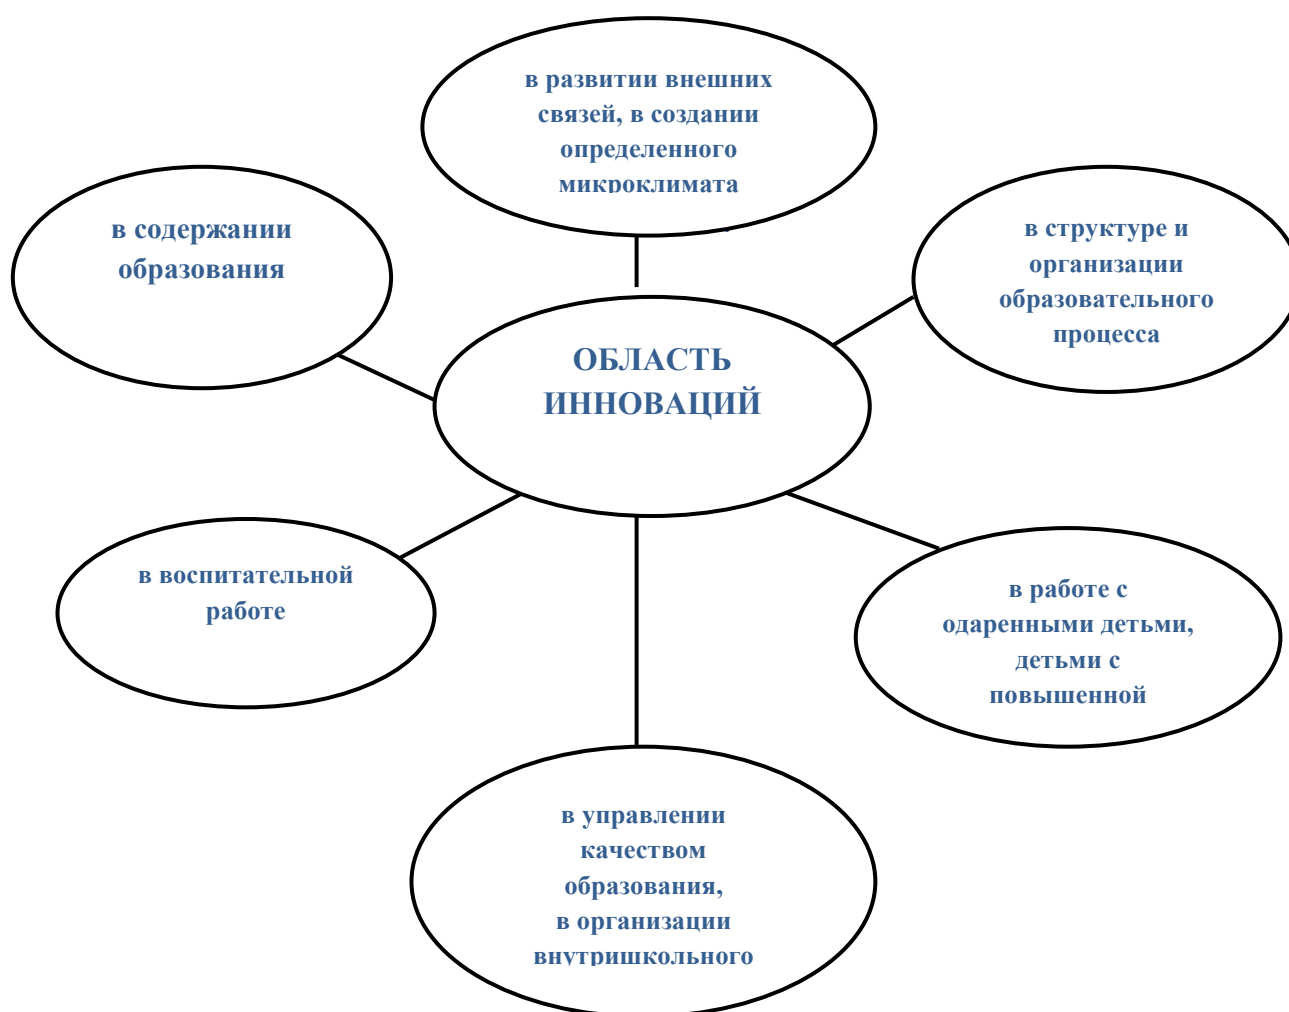 в развитии внешних
связей, в создании
определенного
микроклимата
в содержании
образования
в структуре и
организации
образовательного
процесса
ОБЛАСТЬ
ИННОВАЦИЙ
в воспитательной
работе
в работе с
одаренными детьми,
детьми с
повышенной
в управлении
качеством
образования,
в организации
внутришкольного